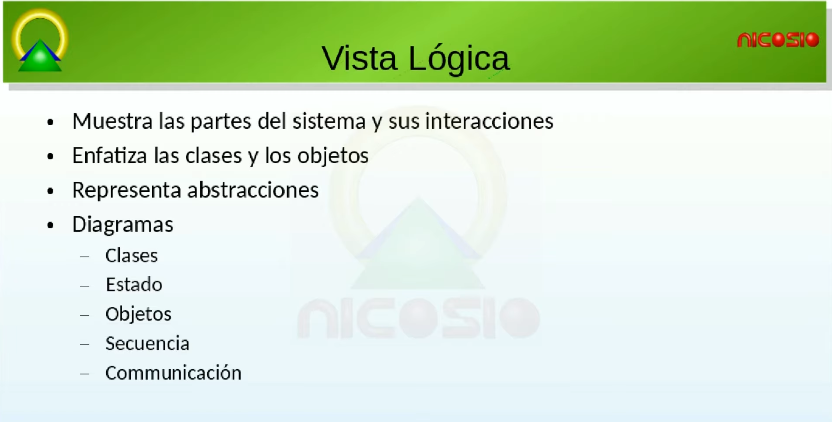 NICOSIO
Vista Lógica
• Muestra las partes del sistema y sus interacciones
• Enfatiza las clases y los objetos
• Representa abstracciones
• Diagramas
– Clases
– Estado
– Objetos
– Secuencia
– Communicación
NICOSIO